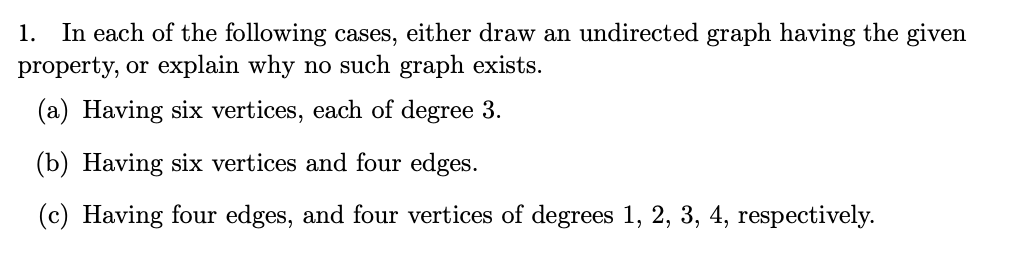 1. In each of the following cases, either draw an undirected graph having the given
property, or explain why no such graph exists.
(a) Having six vertices, each of degree 3.
(b) Having six vertices and four edges.
(c) Having four edges, and four vertices of degrees 1, 2, 3, 4, respectively.